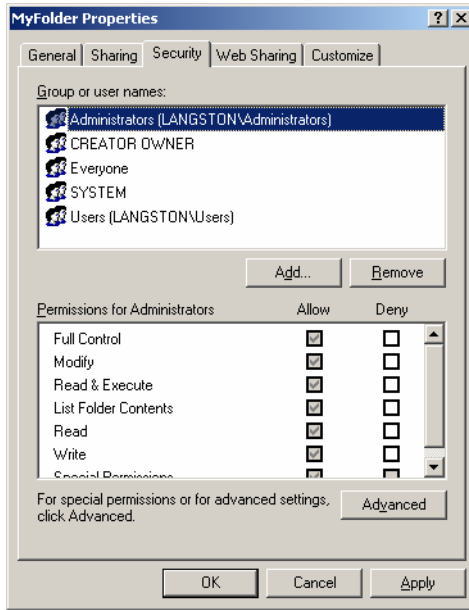 MyFolder Properties
General Sharing Security Web Sharing Customize
Group or user names:
Administrators (LANGSTON\Administrators)
CREATOR OWNER
Everyone
SYSTEM
Users (LANGSTON\Users)
Add... Remove
Permissions for Administrators Allow Deny
Full Control
Modify
Read & Execute
List Folder Contents
Read
Write
Special Permissions
For special permissions or for advanced settings, Advanced
click Advanced.
OK Cancel Apply